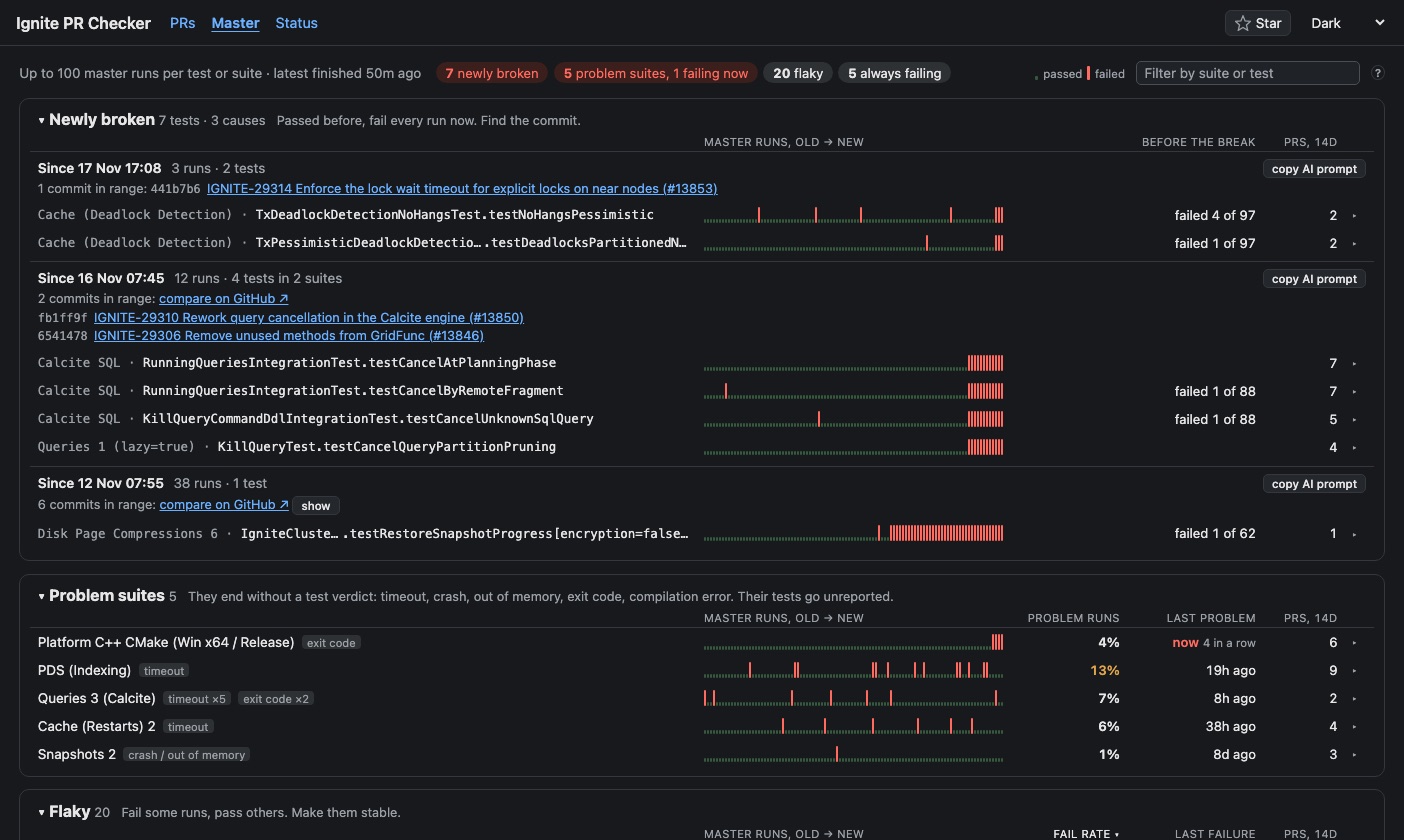 Ignite PR Checker PRs Master Status Star Dark
Up to 100 master runs per test or suite · latest finished 50m ago 7 newly broken 5 problem suites, 1 failing now 20 flaky 5 always failing passed failed Filter by suite or test ?
▾ Newly broken 7 tests · 3 causes Passed before, fail every run now. Find the commit.
MASTER RUNS, OLD → NEW BEFORE THE BREAK PRS, 14D
Since 17 Nov 17:08 3 runs · 2 tests copy AI prompt
1 commit in range: 441b7b6 IGNITE-29314 Enforce the lock wait timeout for explicit locks on near nodes (#13853)
Cache (Deadlock Detection) · TxDeadlockDetectionNoHangsTest.testNoHangsPessimistic failed 4 of 97 2 ▸
Cache (Deadlock Detection) · TxPessimisticDeadlockDetectio….testDeadlocksPartitionedN… failed 1 of 97 2 ▸
Since 16 Nov 07:45 12 runs · 4 tests in 2 suites copy AI prompt
2 commits in range: compare on GitHub ↗
fb1ff9f IGNITE-29310 Rework query cancellation in the Calcite engine (#13850)
6541478 IGNITE-29306 Remove unused methods from GridFunc (#13846)
Calcite SQL · RunningQueriesIntegrationTest.testCancelAtPlanningPhase 7 ▸
Calcite SQL · RunningQueriesIntegrationTest.testCancelByRemoteFragment failed 1 of 88 7 ▸
Calcite SQL · KillQueryCommandDdlIntegrationTest.testCancelUnknownSqlQuery failed 1 of 88 5 ▸
Queries 1 (lazy=true) · KillQueryTest.testCancelQueryPartitionPruning 4 ▸
Since 12 Nov 07:55 38 runs · 1 test copy AI prompt
6 commits in range: compare on GitHub ↗ show
Disk Page Compressions 6 · IgniteCluste… .testRestoreSnapshotProgress[encryption=false… failed 1 of 62 1 ▸
▾ Problem suites 5 They end without a test verdict: timeout, crash, out of memory, exit code, compilation error. Their tests go unreported.
MASTER RUNS, OLD → NEW PROBLEM RUNS LAST PROBLEM PRS, 14D
Platform C++ CMake (Win x64 / Release) exit code 4% now 4 in a row 6 ▸
PDS (Indexing) timeout 13% 19h ago 9 ▸
Queries 3 (Calcite) timeout ×5 exit code ×2 7% 8h ago 2 ▸
Cache (Restarts) 2 timeout 6% 38h ago 4 ▸
Snapshots 2 crash / out of memory 1% 8d ago 3 ▸
▾ Flaky 20 Fail some runs, pass others. Make them stable.
MASTER RUNS, OLD → NEW FAIL RATE ▾ LAST FAILURE PRS, 14D